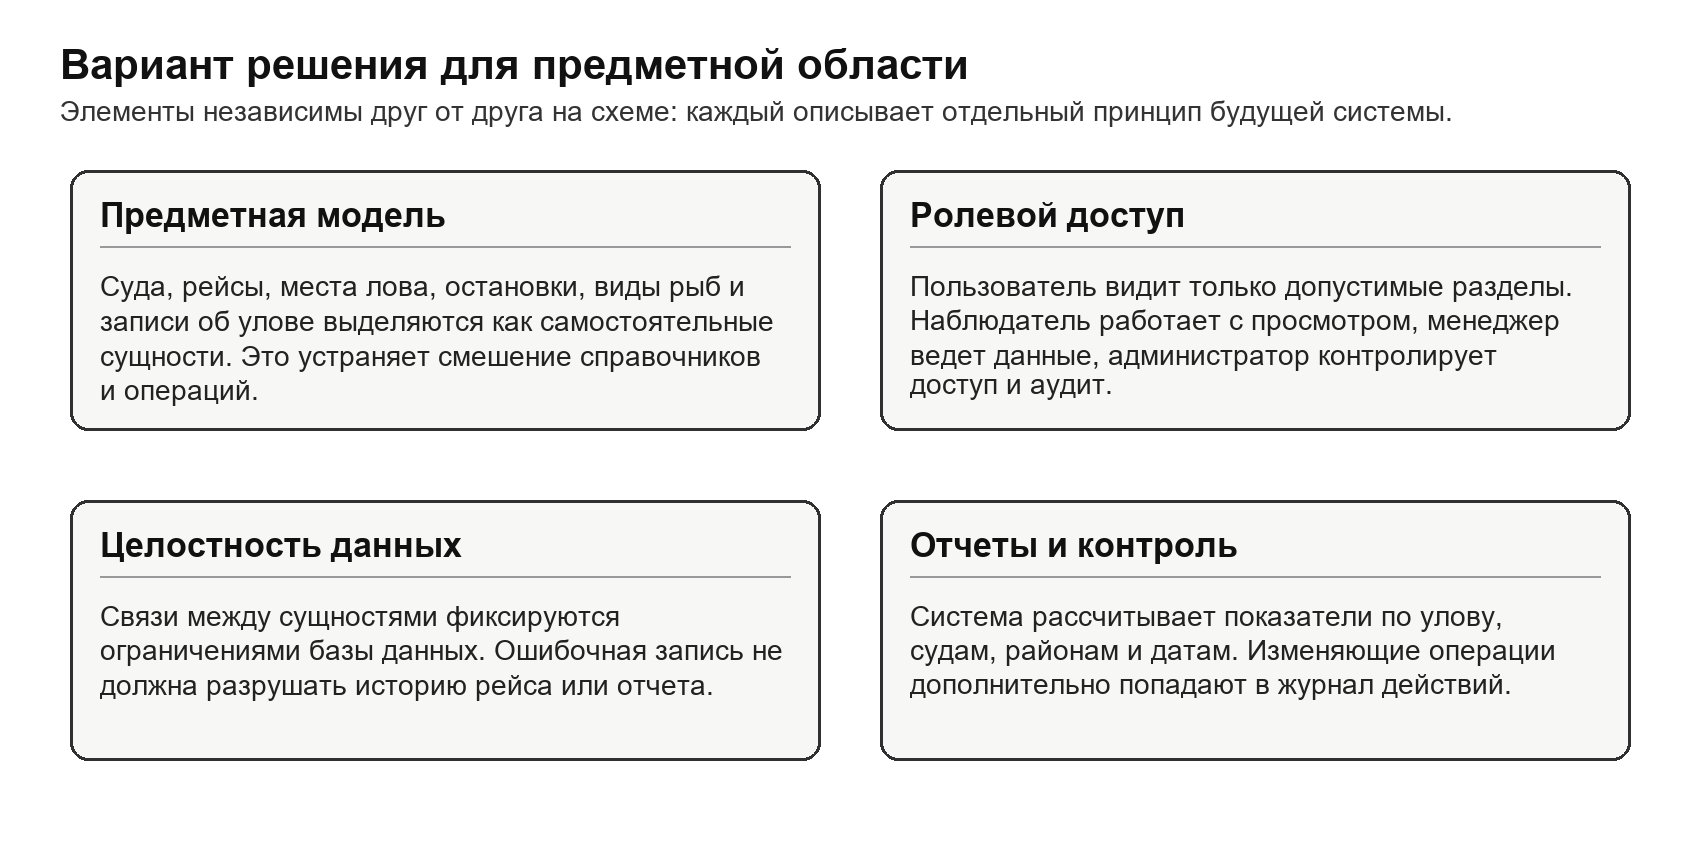 Вариант решения для предметной области
Элементы независимы друг от друга на схеме: каждый описывает отдельный принцип будущей системы.
Предметная модель
Суда, рейсы, места лова, остановки, виды рыб и
записи об улове выделяются как самостоятельные
сущности. Это устраняет смешение справочников
и операций.
Ролевой доступ
Пользователь видит только допустимые разделы.
Наблюдатель работает с просмотром, менеджер
ведет данные, администратор контролирует
доступ и аудит.
Целостность данных
Связи между сущностями фиксируются
ограничениями базы данных. Ошибочная запись не
должна разрушать историю рейса или отчета.
Отчеты и контроль
Система рассчитывает показатели по улову,
судам, районам и датам. Изменяющие операции
дополнительно попадают в журнал действий.